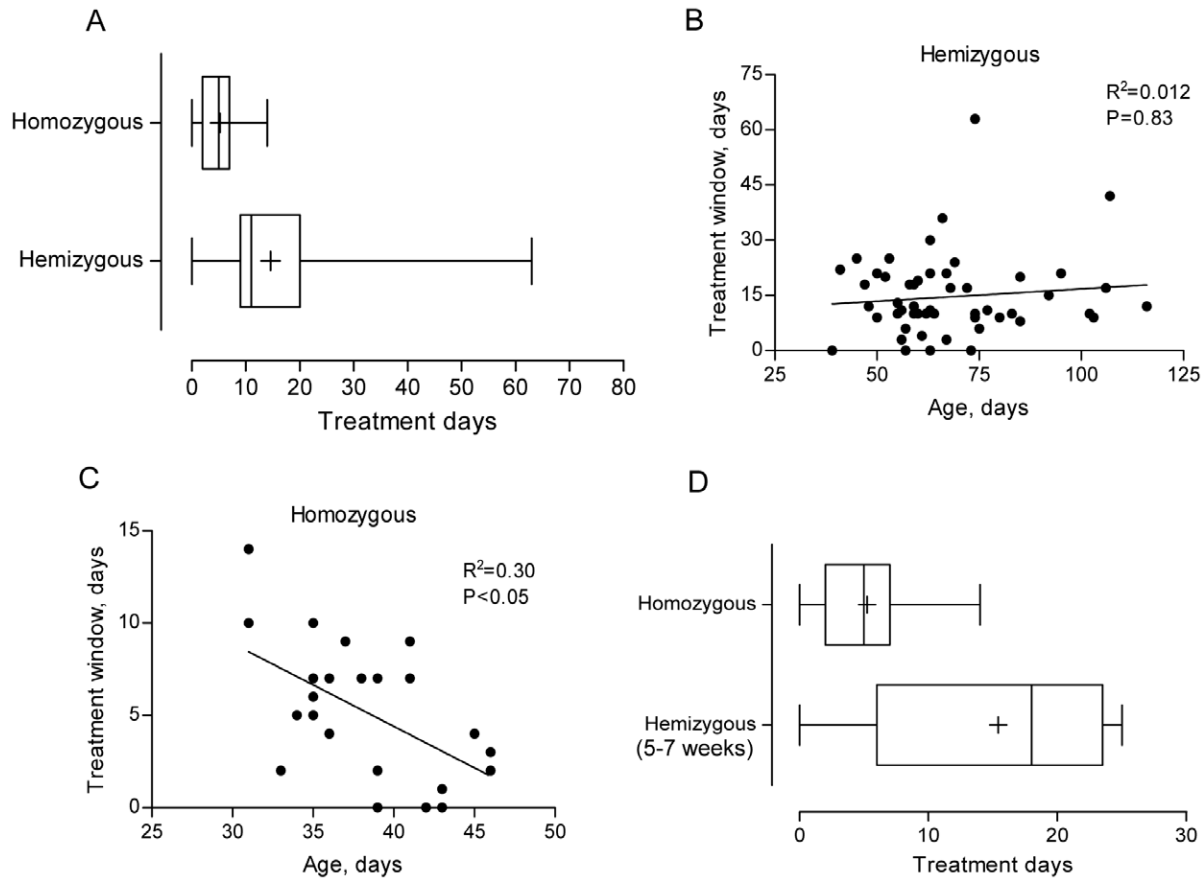 A
Homozygous
Hemizygous
0 10 20 30 40 50 60 70 80
Treatment days
B
Hemizygous
R²=0.012
P=0.83
Treatment window, days
75
60
45
30
15
0
25 50 75 100 125
Age, days
C
Homozygous
R²=0.30
P<0.05
Treatment window, days
15
10
5
0
25 30 35 40 45 50
Age, days
D
Homozygous
Hemizygous
(5-7 weeks)
0 10 20 30
Treatment days